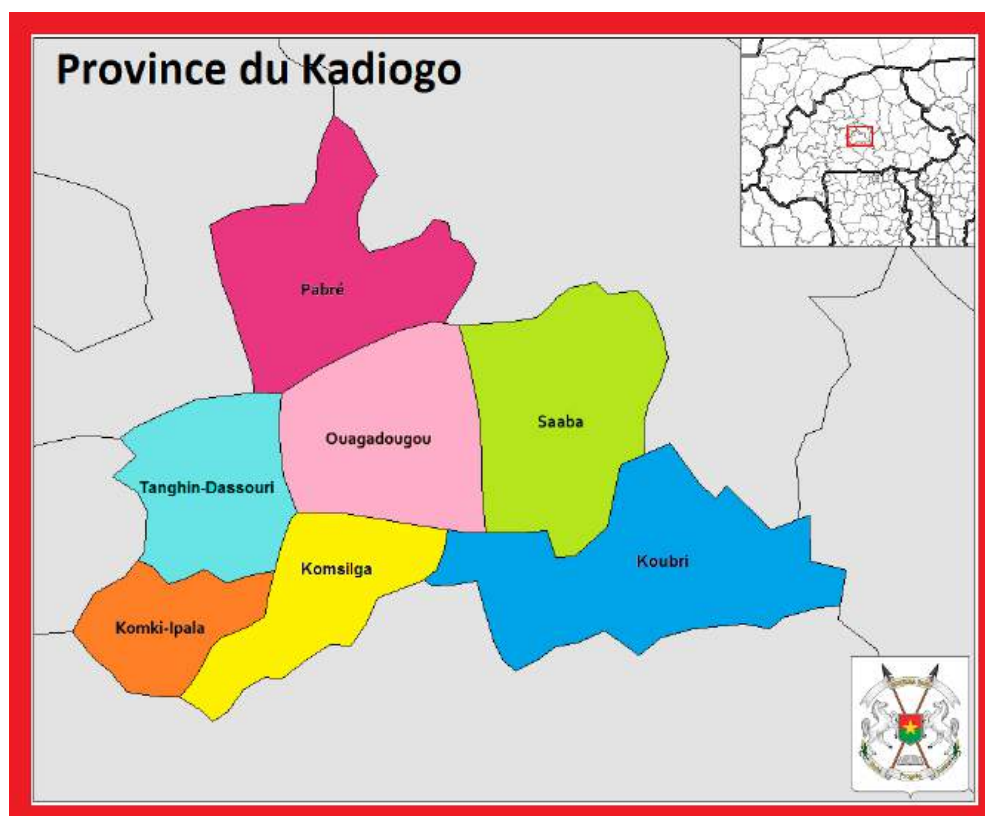 Province du Kadiogo
Pabré
Saaba
Ouagadougou
Tanghin-Dassouri
Koubri
Komsilga
Komki-Ipala